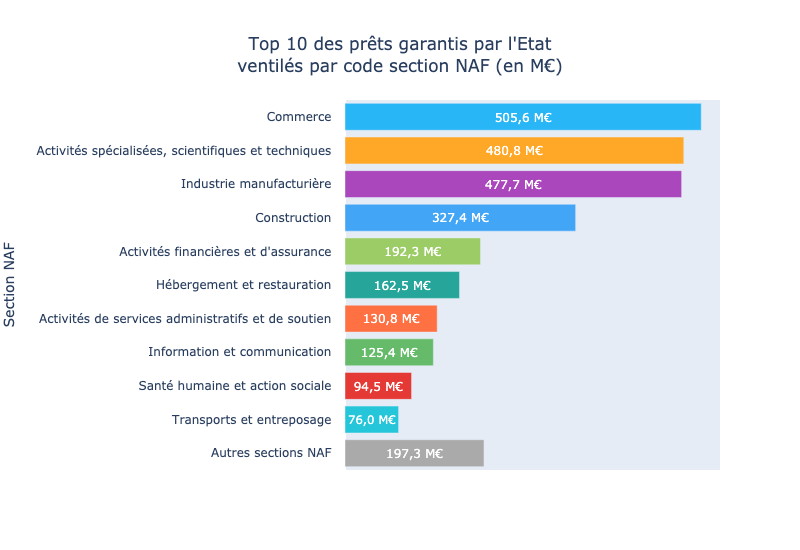 Top 10 des prêts garantis par l'Etat
ventilés par code section NAF (en M€)
Section NAF
Commerce 505,6 M€
Activités spécialisées, scientifiques et techniques 480,8 M€
Industrie manufacturière 477,7 M€
Construction 327,4 M€
Activités financières et d'assurance 192,3 M€
Hébergement et restauration 162,5 M€
Activités de services administratifs et de soutien 130,8 M€
Information et communication 125,4 M€
Santé humaine et action sociale 94,5 M€
Transports et entreposage 76,0 M€
Autres sections NAF 197,3 M€